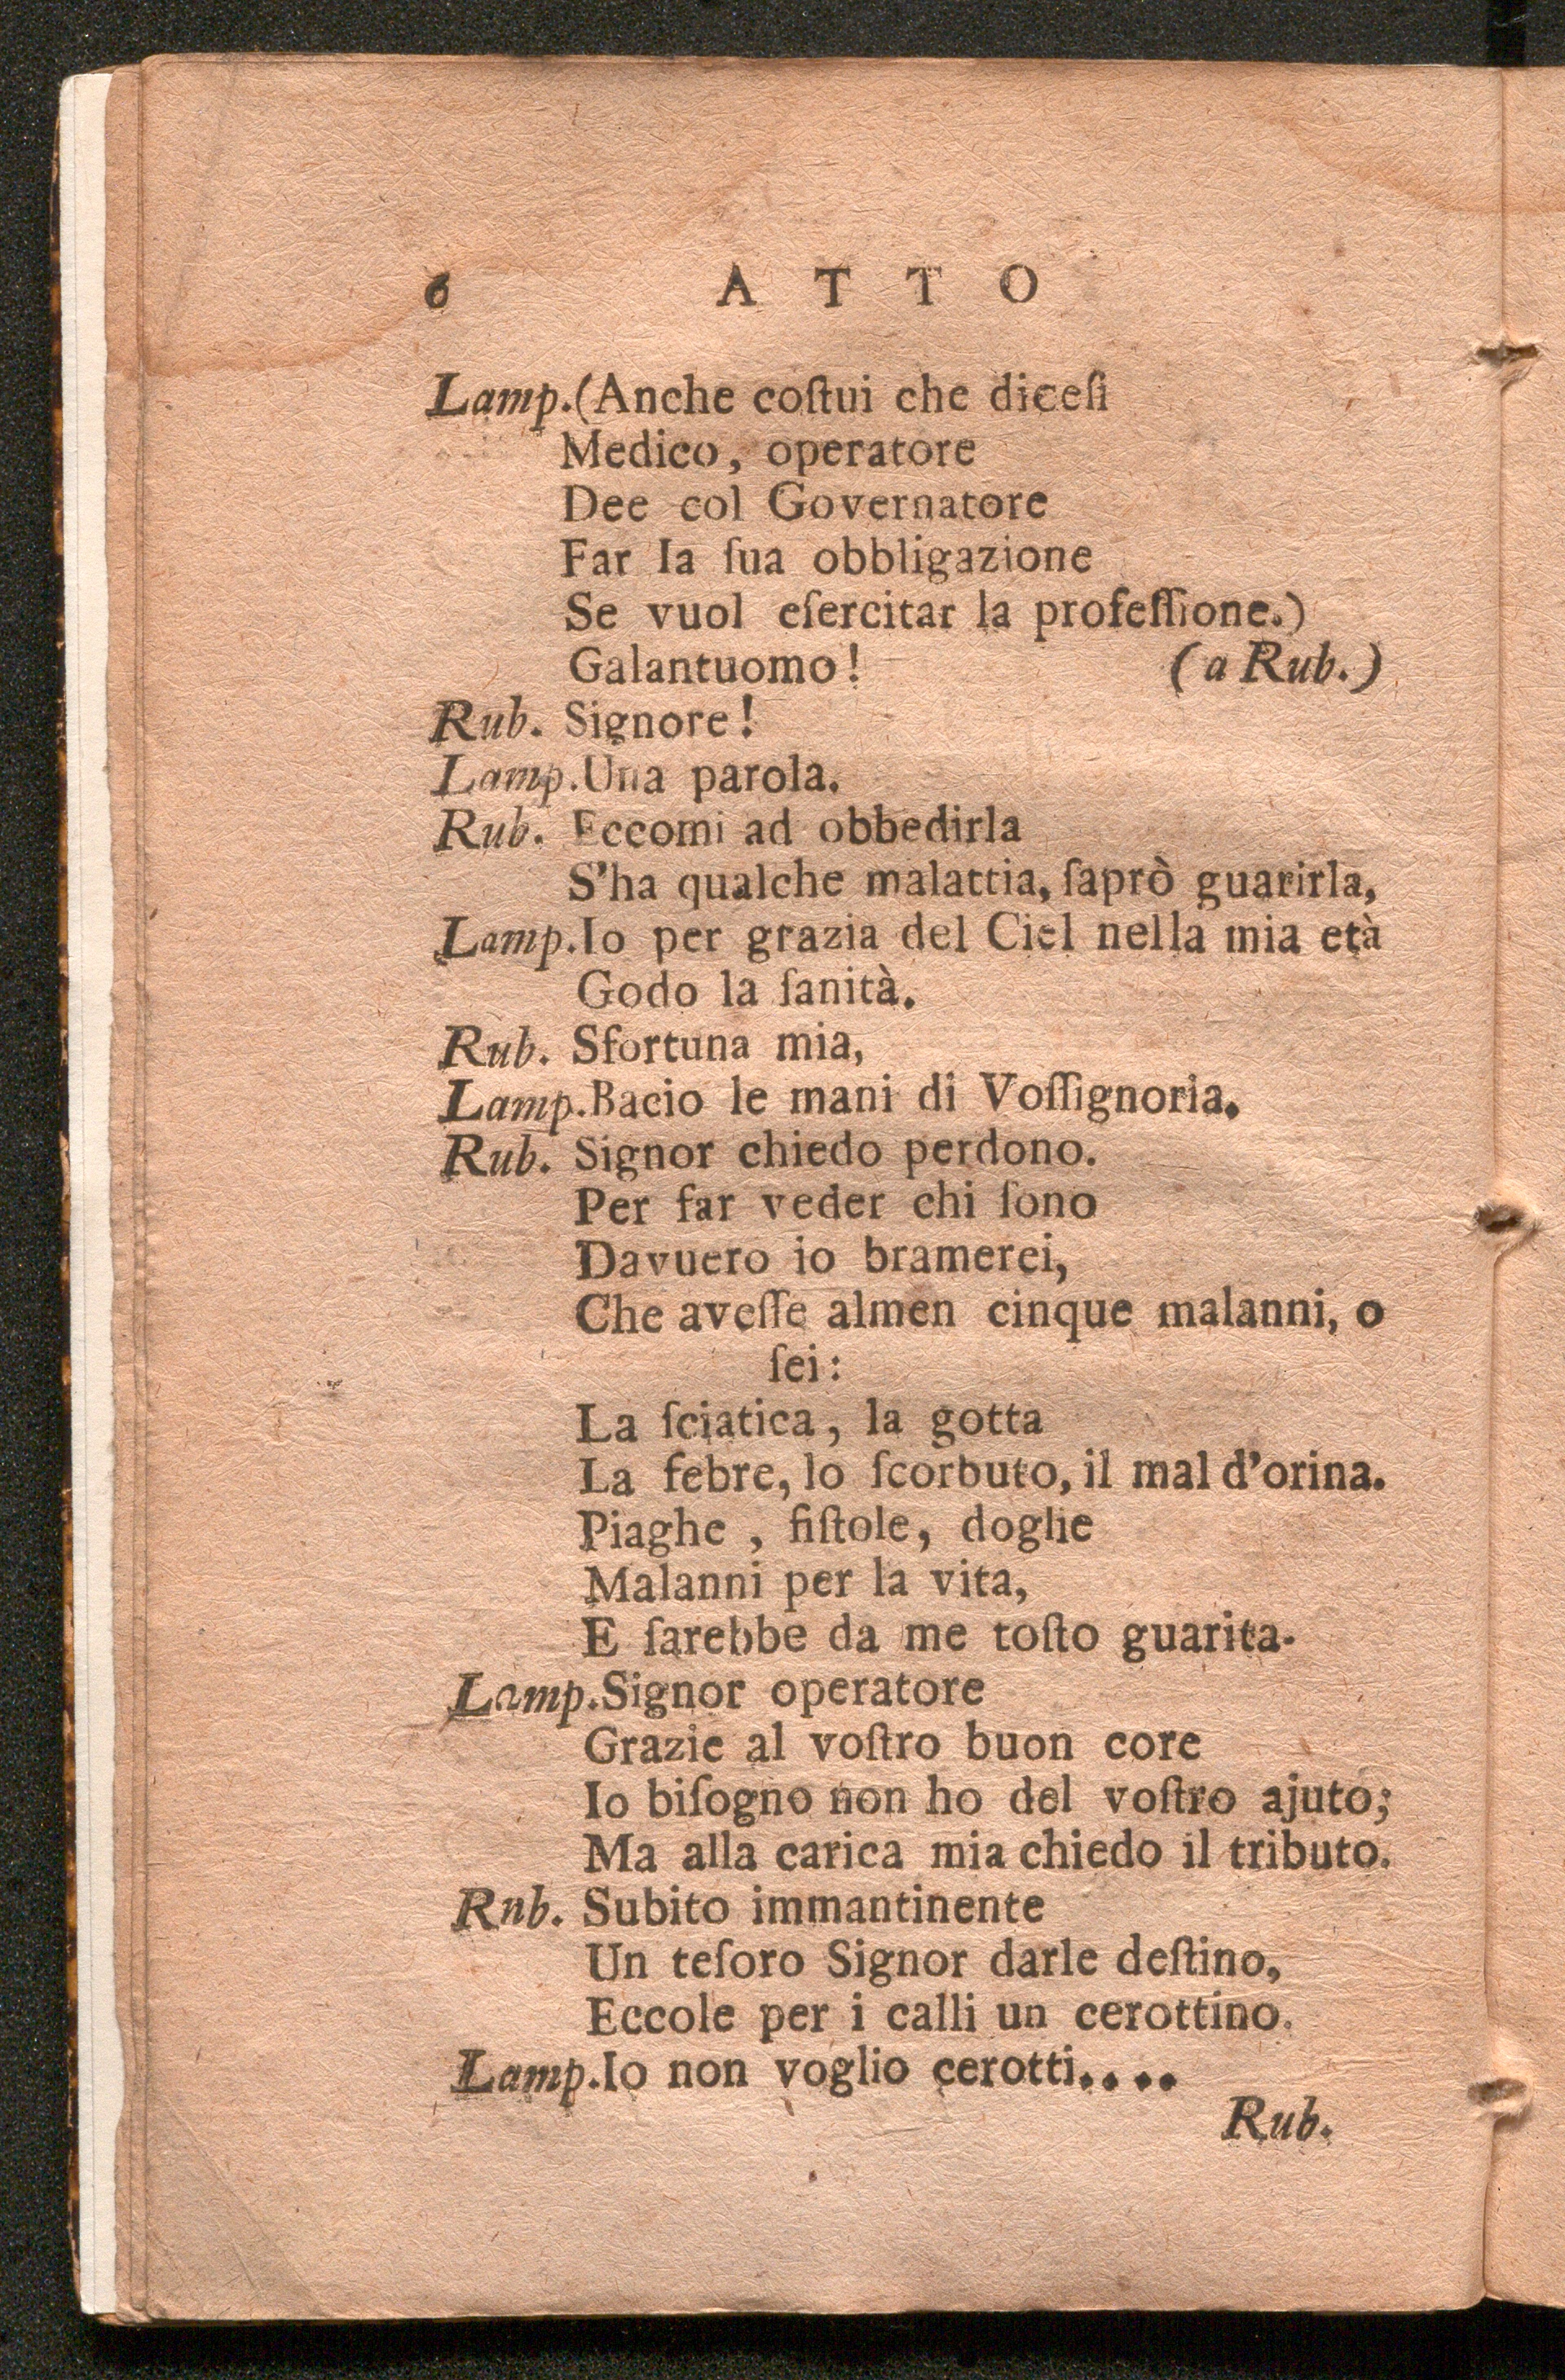 6 ATTO
Lamp.(Anche coſtui che diceſi
Medico, operatore
Dee col Governatore
Far la ſua obbligazione
Se vuol eſercitar la profeſſione.)
Galantuomo! (a Rub.)
Rub. Signore!
Lamp.Una parola.
Rub. Eccomi ad obbedirla
S'ha qualche malattia, ſaprò guarirla,
Lamp.Io per grazia del Ciel nella mia età
Godo la ſanità.
Rub. Sfortuna mia,
Lamp.Bacio le mani di Voſſignoria.
Rub. Signor chiedo perdono.
Per far veder chi ſono
Davuero io bramerei,
Che aveſſe almen cinque malanni, o
ſei:
La ſciatica, la gotta
La febre, lo ſcorbuto, il mal d'orina.
Piaghe , fiſtole, doglie
Malanni per la vita,
E ſarebbe da me toſto guarita.
Lamp.Signor operatore
Grazie al voſtro buon core
Io biſogno non ho del voſtro ajuto;
Ma alla carica mia chiedo il tributo.
Rnb. Subito immantinente
Un teſoro Signor darle deſtino,
Eccole per i calli un cerottino.
Lamp.Io non voglio cerotti....
Rub.